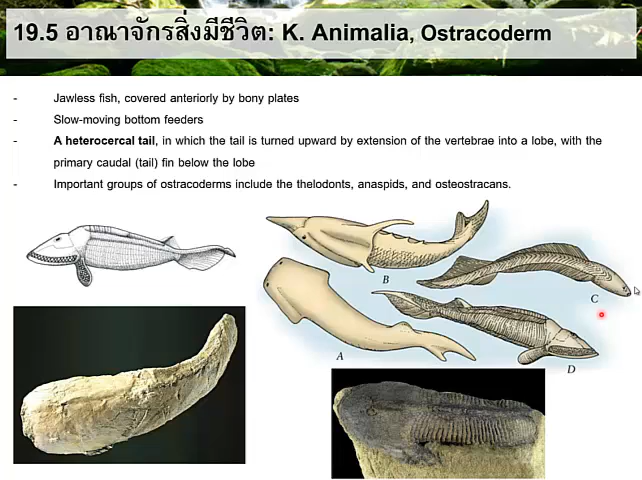 19.5 อาณาจักรสิ่งมีชีวิต: K. Animalia, Ostracoderm
- Jawless fish, covered anteriorly by bony plates
- Slow-moving bottom feeders
- A heterocercal tail, in which the tail is turned upward by extension of the vertebrae into a lobe, with the
primary caudal (tail) fin below the lobe
- Important groups of ostracoderms include the thelodonts, anaspids, and osteostracans.
B
C
A
D